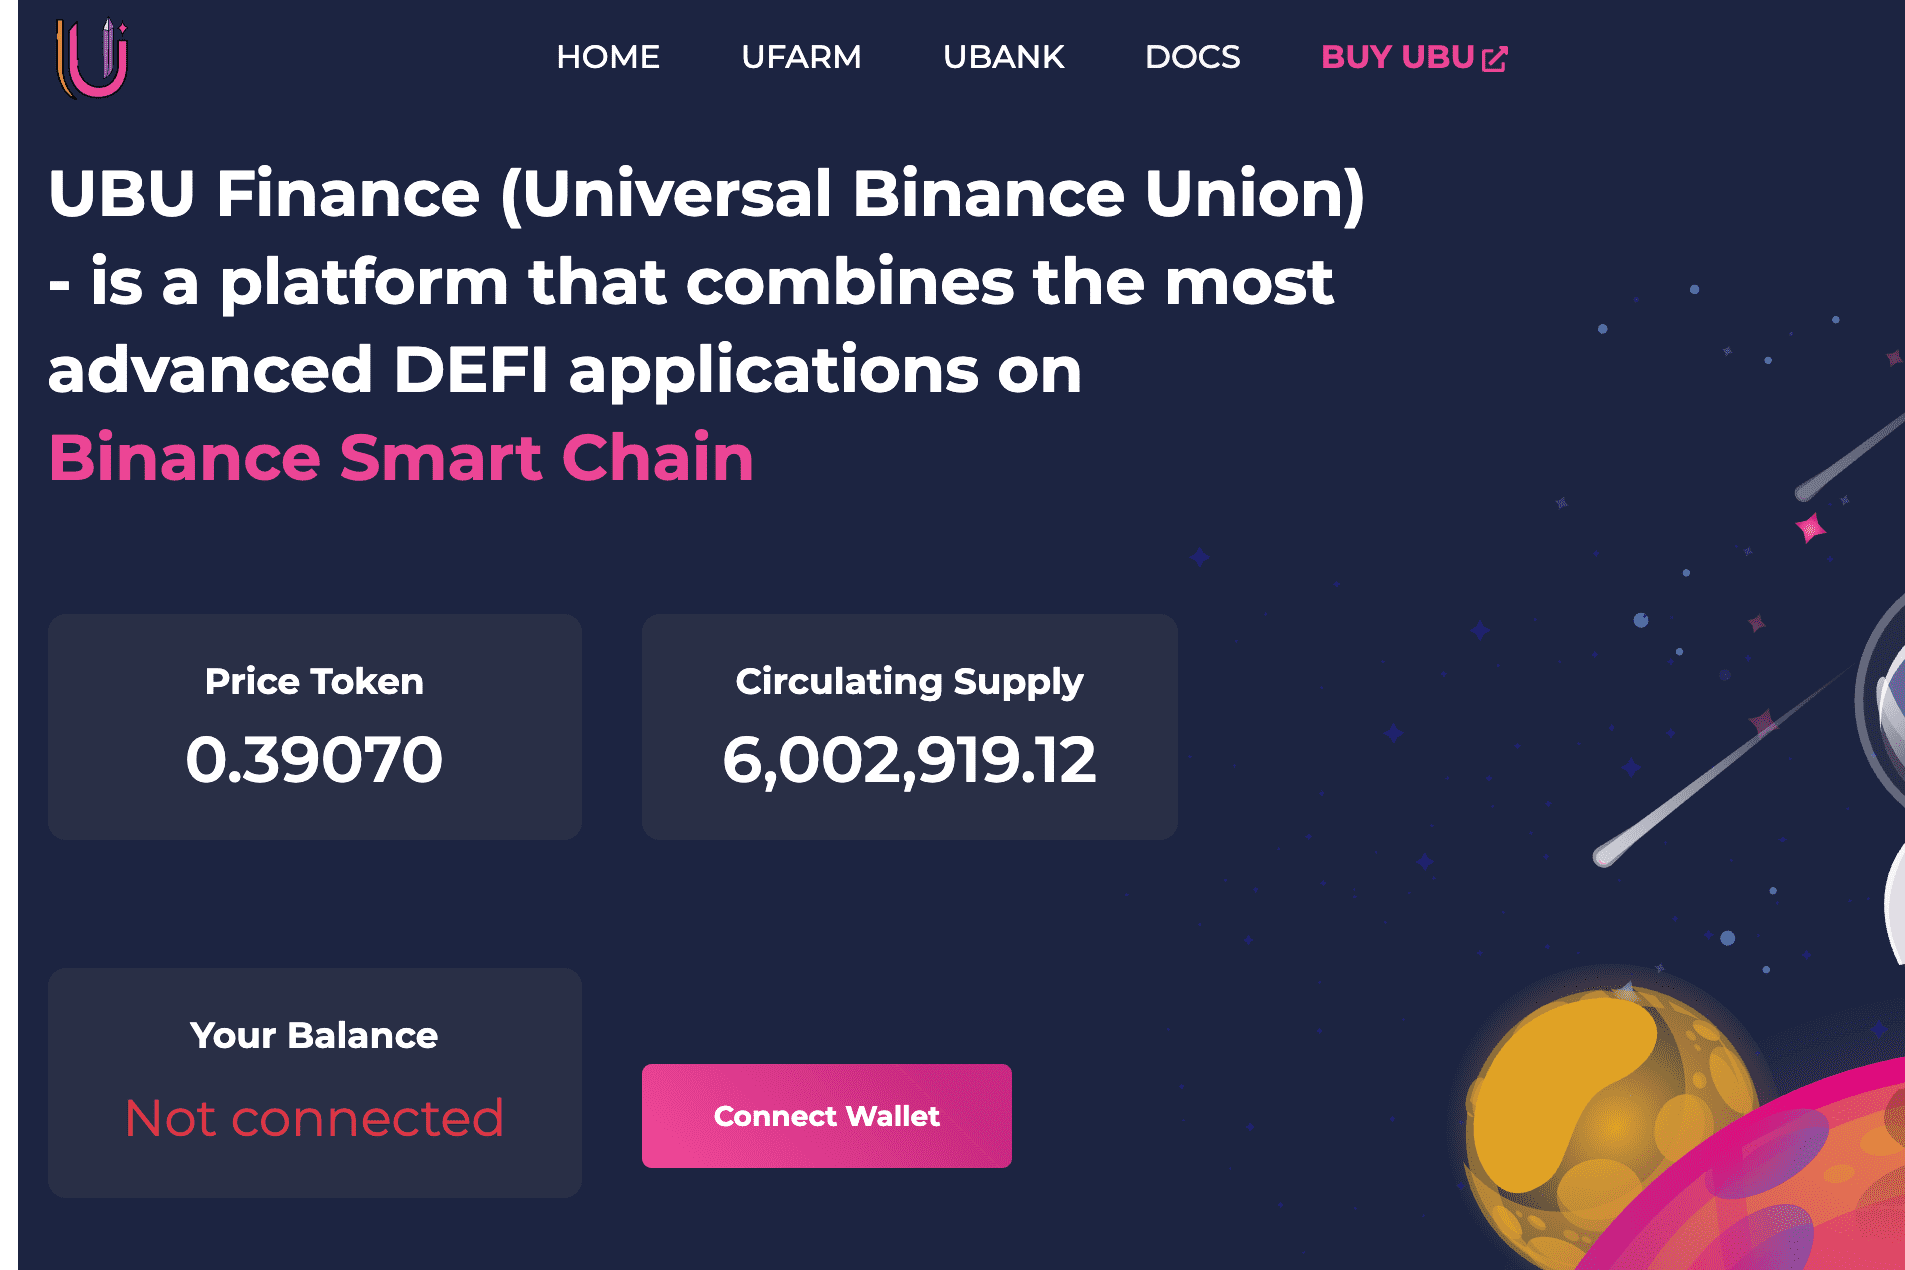 HOME UFARM UBANK DOCS BUY UBU
UBU Finance (Universal Binance Union)
- is a platform that combines the most
advanced DEFI applications on
Binance Smart Chain
Price Token
0.39070
Circulating Supply
6,002,919.12
Your Balance
Not connected
Connect Wallet